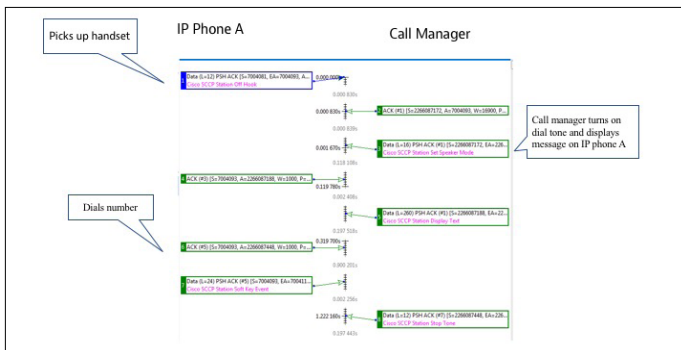 IP Phone A
Call Manager
Picks up handset
Data (L=12) PSH ACK [S=7004081, EA=7004093, A...
Cisco SCCP Station Off Hook
0.000 000s
0.000 830s
0.000 830s
ACK (#1) [S=2266087172, A=7004093, W=16900, P...
0.000 839s
0.001 670s
Data (L=16) PSH ACK (#1) [S=2266087172, EA=226...
Cisco SCCP Station Set Speaker Mode
Call manager turns on
dial tone and displays
message on IP phone A
0.118 108s
ACK (#3) [S=7004093, A=2266087188, W=1000, P=...
0.119 780s
0.002 408s
Dials number
Data (L=260) PSH ACK (#1) [S=2266087188, EA=22...
Cisco SCCP Station Display Text
0.197 518s
0.319 700s
ACK (#5) [S=7004093, A=2266087448, W=1000, P=...
0.000 201s
Data (L=24) PSH ACK (#5) [S=7004093, EA=700411...
Cisco SCCP Station Soft Key Event
0.002 258s
1.222 160s
Data (L=12) PSH ACK (#7) [S=2266087448, EA=226...
Cisco SCCP Station Stop Tone
0.197 443s